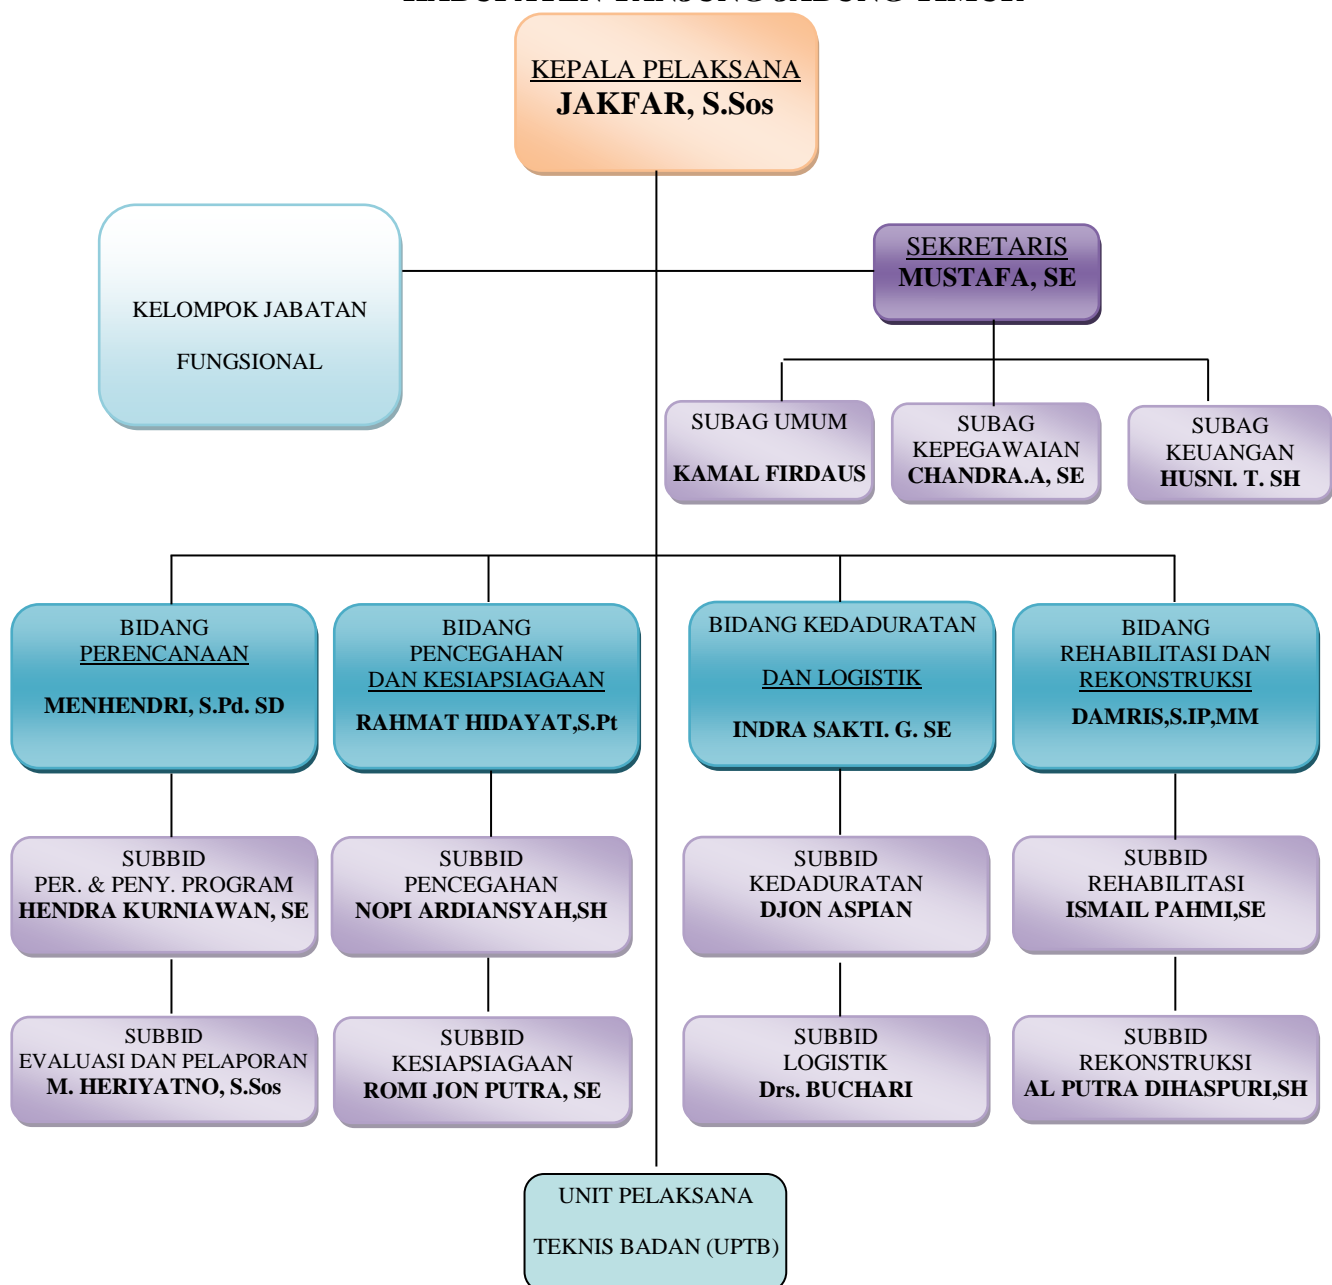 KABUPATEN TANJUNG JABUNG TIMUR
KEPALA PELAKSANA
JAKFAR, S.Sos
SEKRETARIS
MUSTAFA, SE
KELOMPOK JABATAN
FUNGSIONAL
SUBAG UMUM
KAMAL FIRDAUS
SUBAG
KEPEGAWAIAN
CHANDRA.A, SE
SUBAG
KEUANGAN
HUSNI. T. SH
BIDANG
PERENCANAAN
MENHENDRI, S.Pd. SD
BIDANG
PENCEGAHAN
DAN KESIAPSIAGAAN
RAHMAT HIDAYAT,S.Pt
BIDANG KEDADURATAN
DAN LOGISTIK
INDRA SAKTI. G. SE
BIDANG
REHABILITASI DAN
REKONSTRUKSI
DAMRIS,S.IP,MM
SUBBID
PER. & PENY. PROGRAM
HENDRA KURNIAWAN, SE
SUBBID
PENCEGAHAN
NOPI ARDIANSYAH,SH
SUBBID
KEDADURATAN
DJON ASPIAN
SUBBID
REHABILITASI
ISMAIL PAHMI,SE
SUBBID
EVALUASI DAN PELAPORAN
M. HERIYATNO, S.Sos
SUBBID
KESIAPSIAGAAN
ROMI JON PUTRA, SE
SUBBID
LOGISTIK
Drs. BUCHARI
SUBBID
REKONSTRUKSI
AL PUTRA DIHASPURI,SH
UNIT PELAKSANA
TEKNIS BADAN (UPTB)